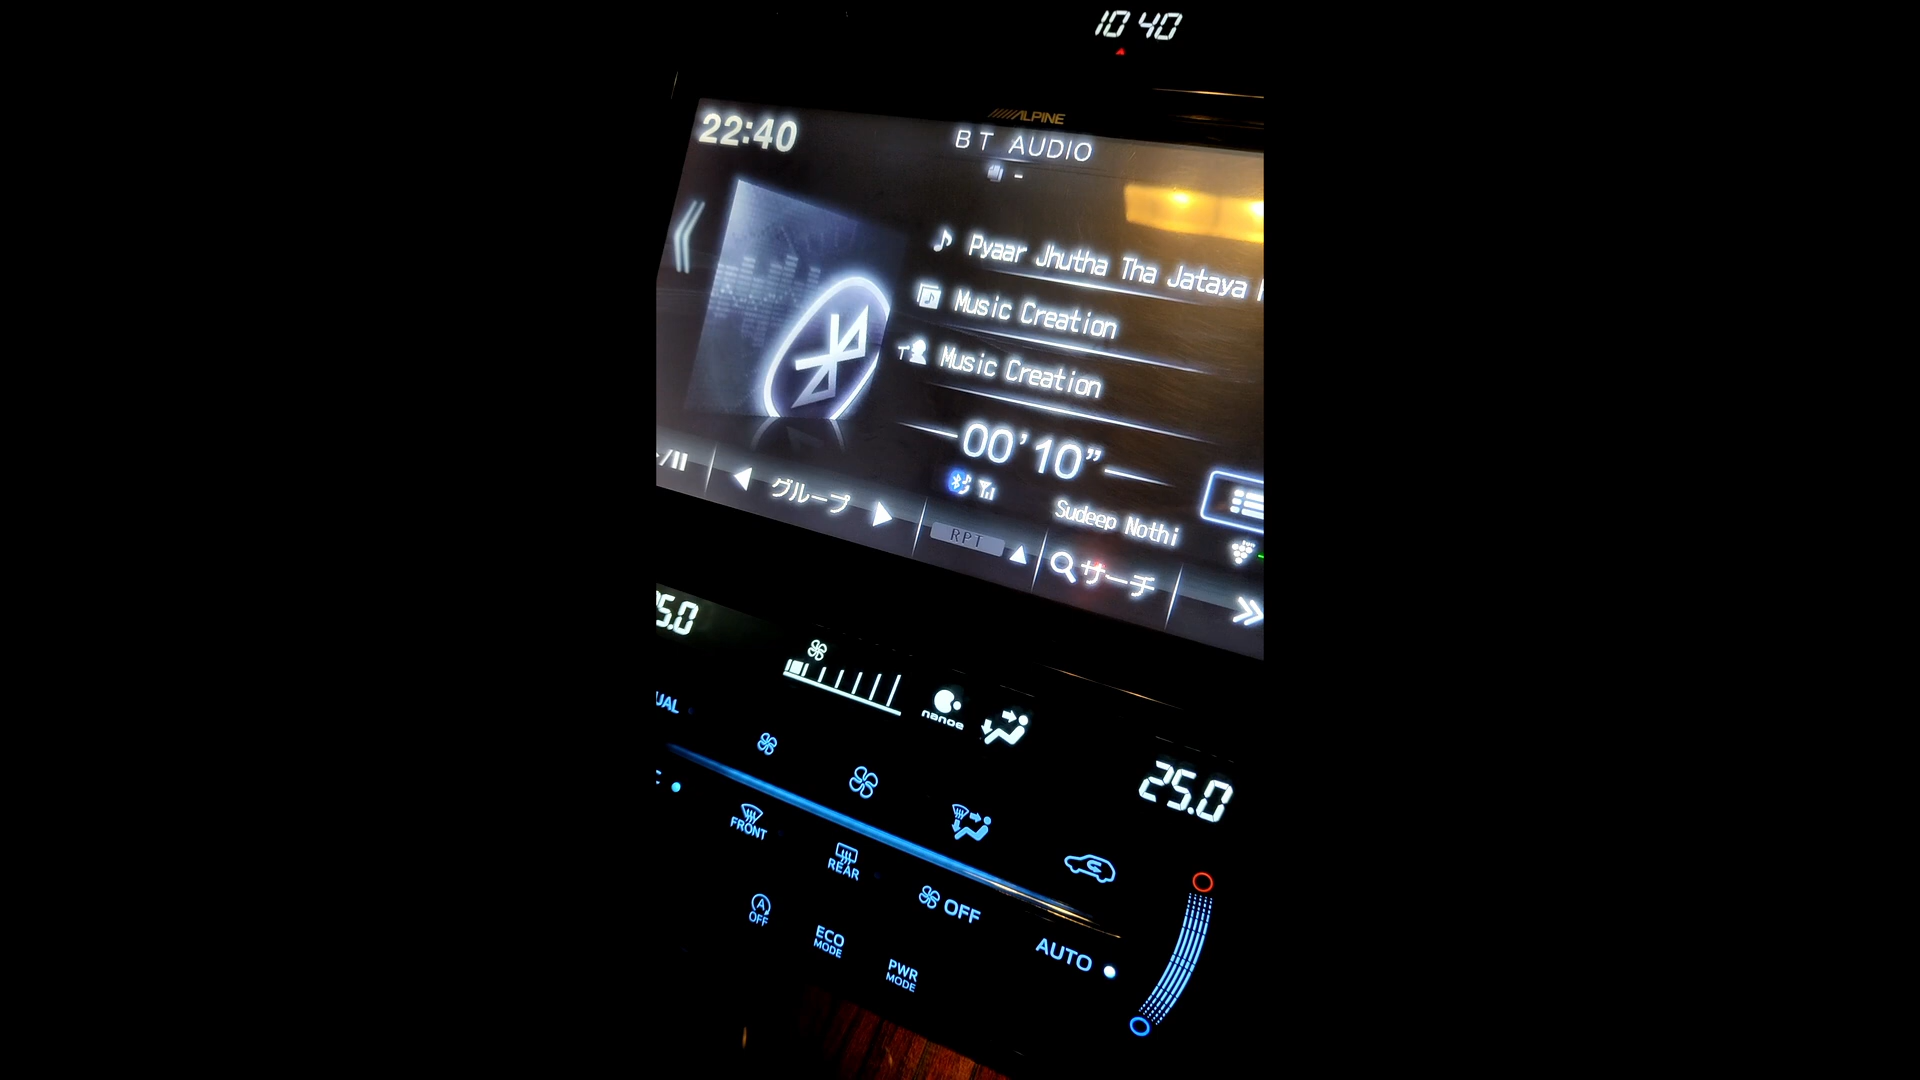 10 40
ALPINE
22:40
BT AUDIO
-
Pyaar Jhutha Tha Jataya
Music Creation
Music Creation
00'10"
Sudeep Nothi
グループ
RPT
サーチ
5.0
nanoe
25.0
UAL
FRONT
REAR
OFF
AUTO
A
OFF
ECO
MODE
PWR
MODE